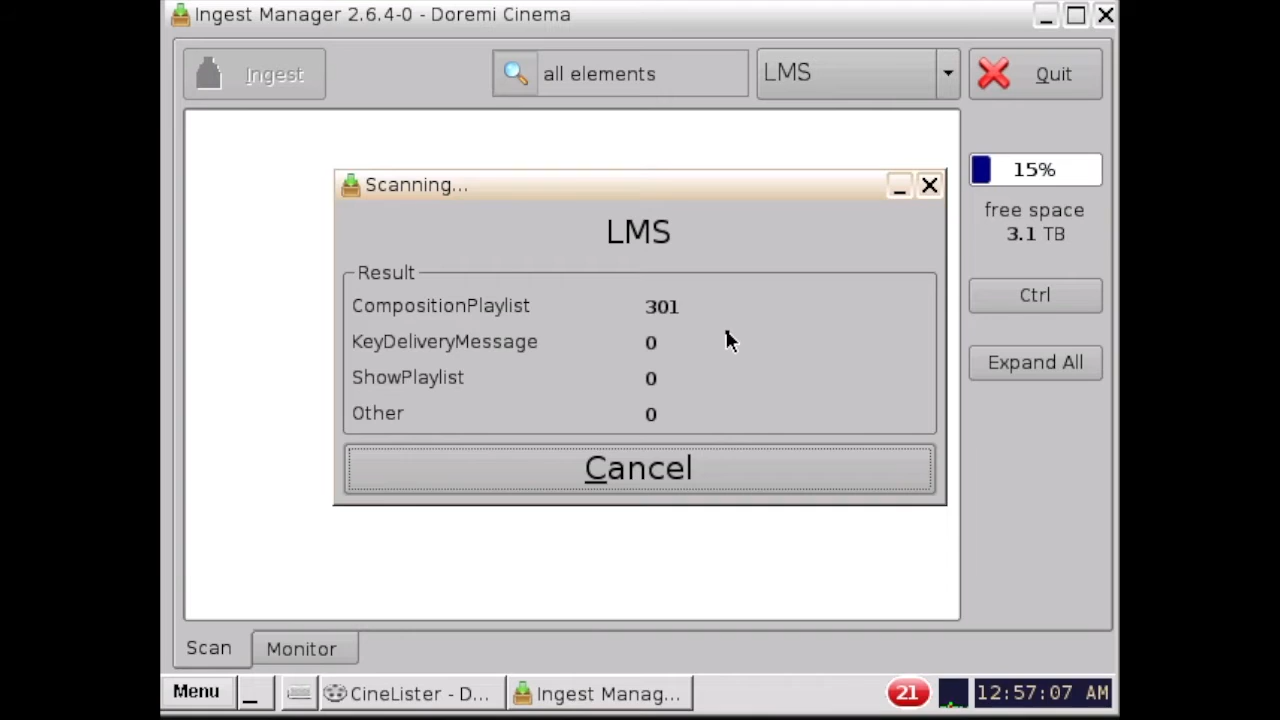 Ingest Manager 2.6.4-0 - Doremi Cinema
Ingest
all elements
LMS
Quit
Scanning...
LMS
Result
CompositionPlaylist 301
KeyDeliveryMessage 0
ShowPlaylist 0
Other 0
Cancel
15%
free space
3.1 TB
Ctrl
Expand All
Scan
Monitor
Menu
CineLister - D...
Ingest Manag...
21
12:57:07 AM